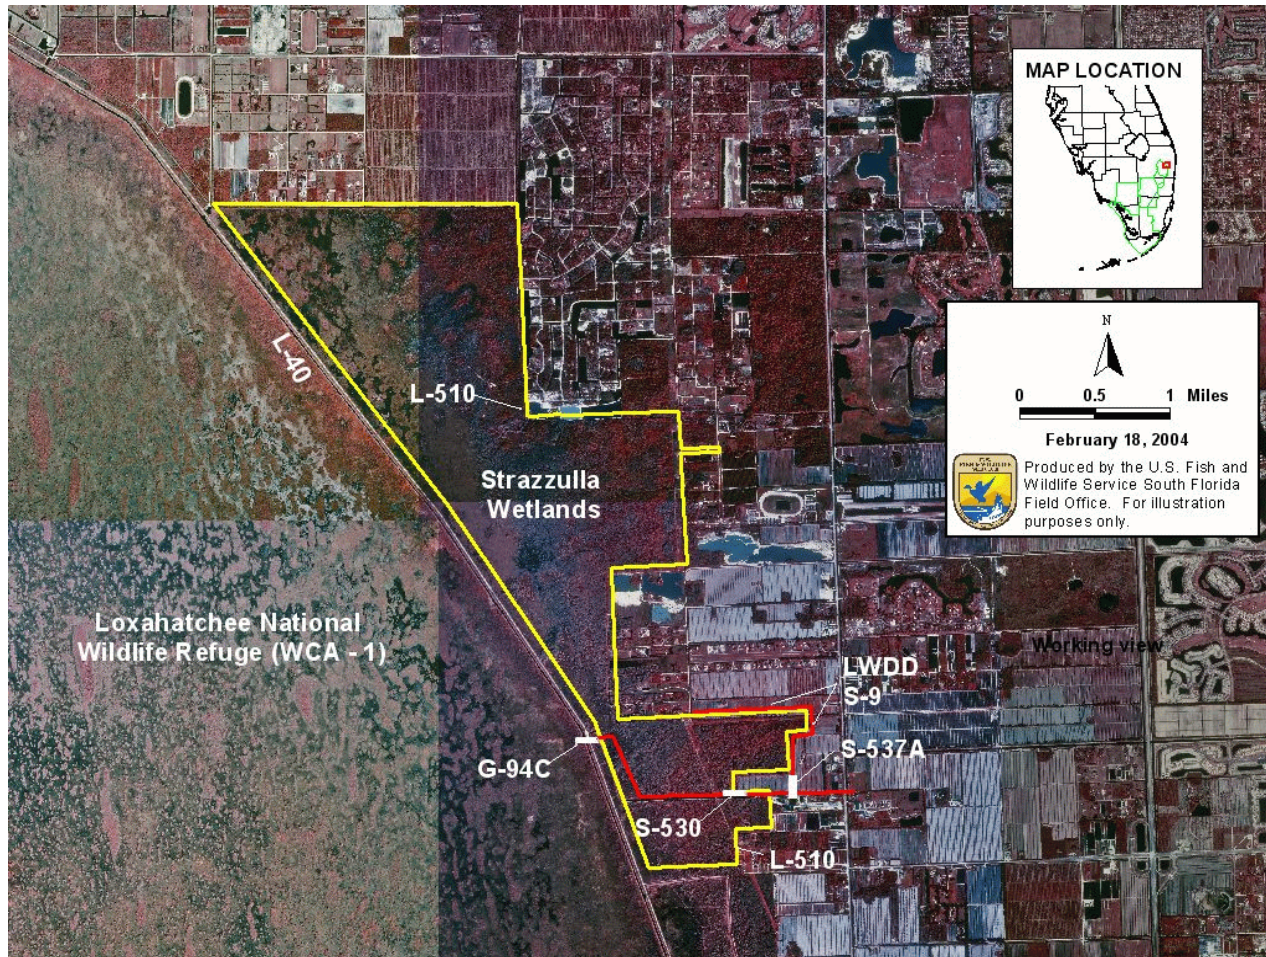 MAP LOCATION
N
0 0.5 1 Miles
February 18, 2004
Produced by the U.S. Fish and
Wildlife Service South Florida
Field Office. For illustration
purposes only.
L-40
L-510
Strazzulla
Wetlands
Loxahatchee National
Wildlife Refuge (WCA - 1)
Working view
LWDD
S-9
G-94C
S-537A
S-530
L-510